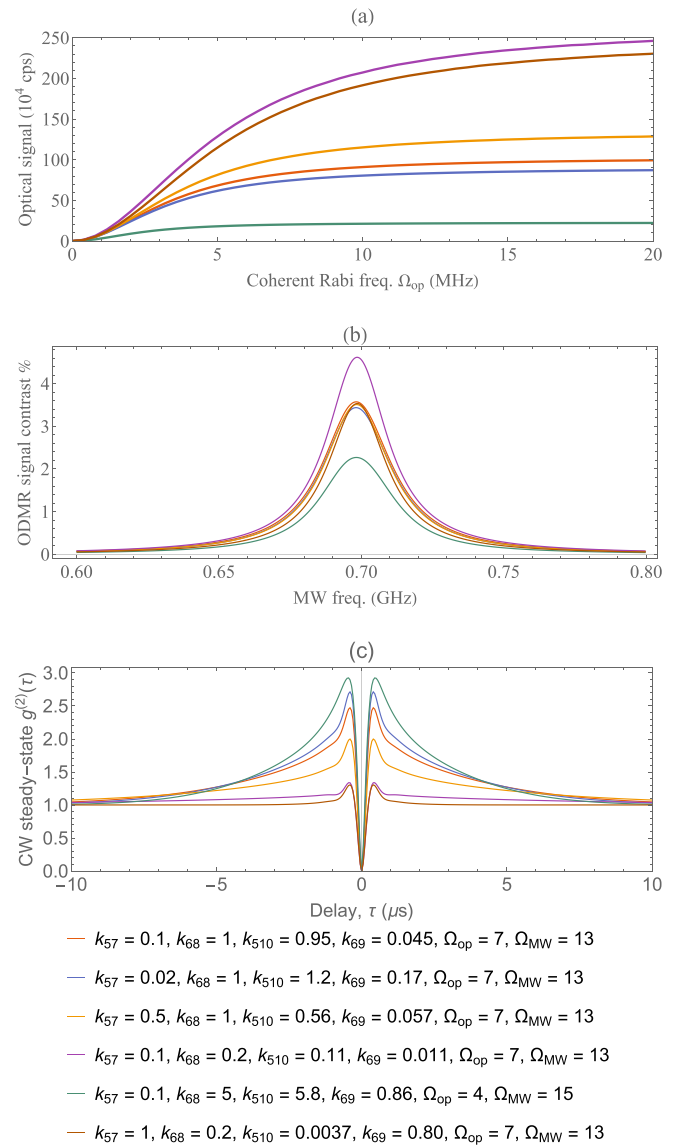 (a)
Optical signal (10⁴ cps)
250
200
150
100
50
0
0 5 10 15 20
Coherent Rabi freq. Ωop (MHz)
(b)
ODMR signal contrast %
4
3
2
1
0
0.60 0.65 0.70 0.75 0.80
MW freq. (GHz)
(c)
CW steady−state g⁽²⁾(τ)
3.0
2.5
2.0
1.5
1.0
0.5
0.0
−10 −5 0 5 10
Delay, τ (μs)
k57 = 0.1, k68 = 1, k510 = 0.95, k69 = 0.045, Ωop = 7, ΩMW = 13
k57 = 0.02, k68 = 1, k510 = 1.2, k69 = 0.17, Ωop = 7, ΩMW = 13
k57 = 0.5, k68 = 1, k510 = 0.56, k69 = 0.057, Ωop = 7, ΩMW = 13
k57 = 0.1, k68 = 0.2, k510 = 0.11, k69 = 0.011, Ωop = 7, ΩMW = 13
k57 = 0.1, k68 = 5, k510 = 5.8, k69 = 0.86, Ωop = 4, ΩMW = 15
k57 = 1, k68 = 0.2, k510 = 0.0037, k69 = 0.80, Ωop = 7, ΩMW = 13